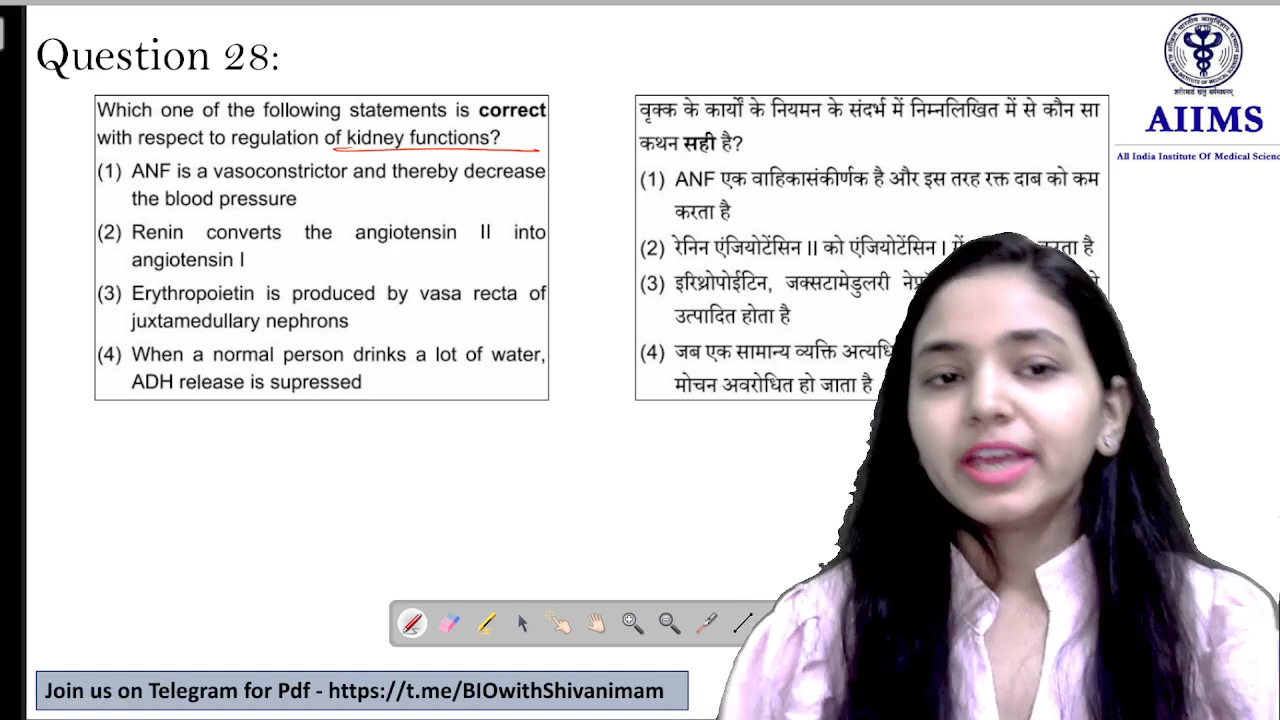 Question 28:
Which one of the following statements is correct
with respect to regulation of kidney functions?
(1) ANF is a vasoconstrictor and thereby decrease
the blood pressure
(2) Renin converts the angiotensin II into
angiotensin I
(3) Erythropoietin is produced by vasa recta of
juxtamedullary nephrons
(4) When a normal person drinks a lot of water,
ADH release is supressed
वृक्क के कार्यों के नियमन के संदर्भ में निम्नलिखित में से कौन सा
कथन सही है?
(1) ANF एक वाहिकासंकीर्णक है और इस तरह रक्त दाब को कम
करता है
(2) रेनिन एंजियोटेंसिन II को एंजियोटेंसिन I में
है
(3) इरिथ्रोपोईटिन, जक्सटामेडुलरी
उत्पादित होता है
(4) जब एक सामान्य व्यक्ति
मोचन अवरोधित हो जाता है
AIIMS
All India Institute Of Medical
Join us on Telegram for Pdf - https://t.me/BIOwithShivanimam